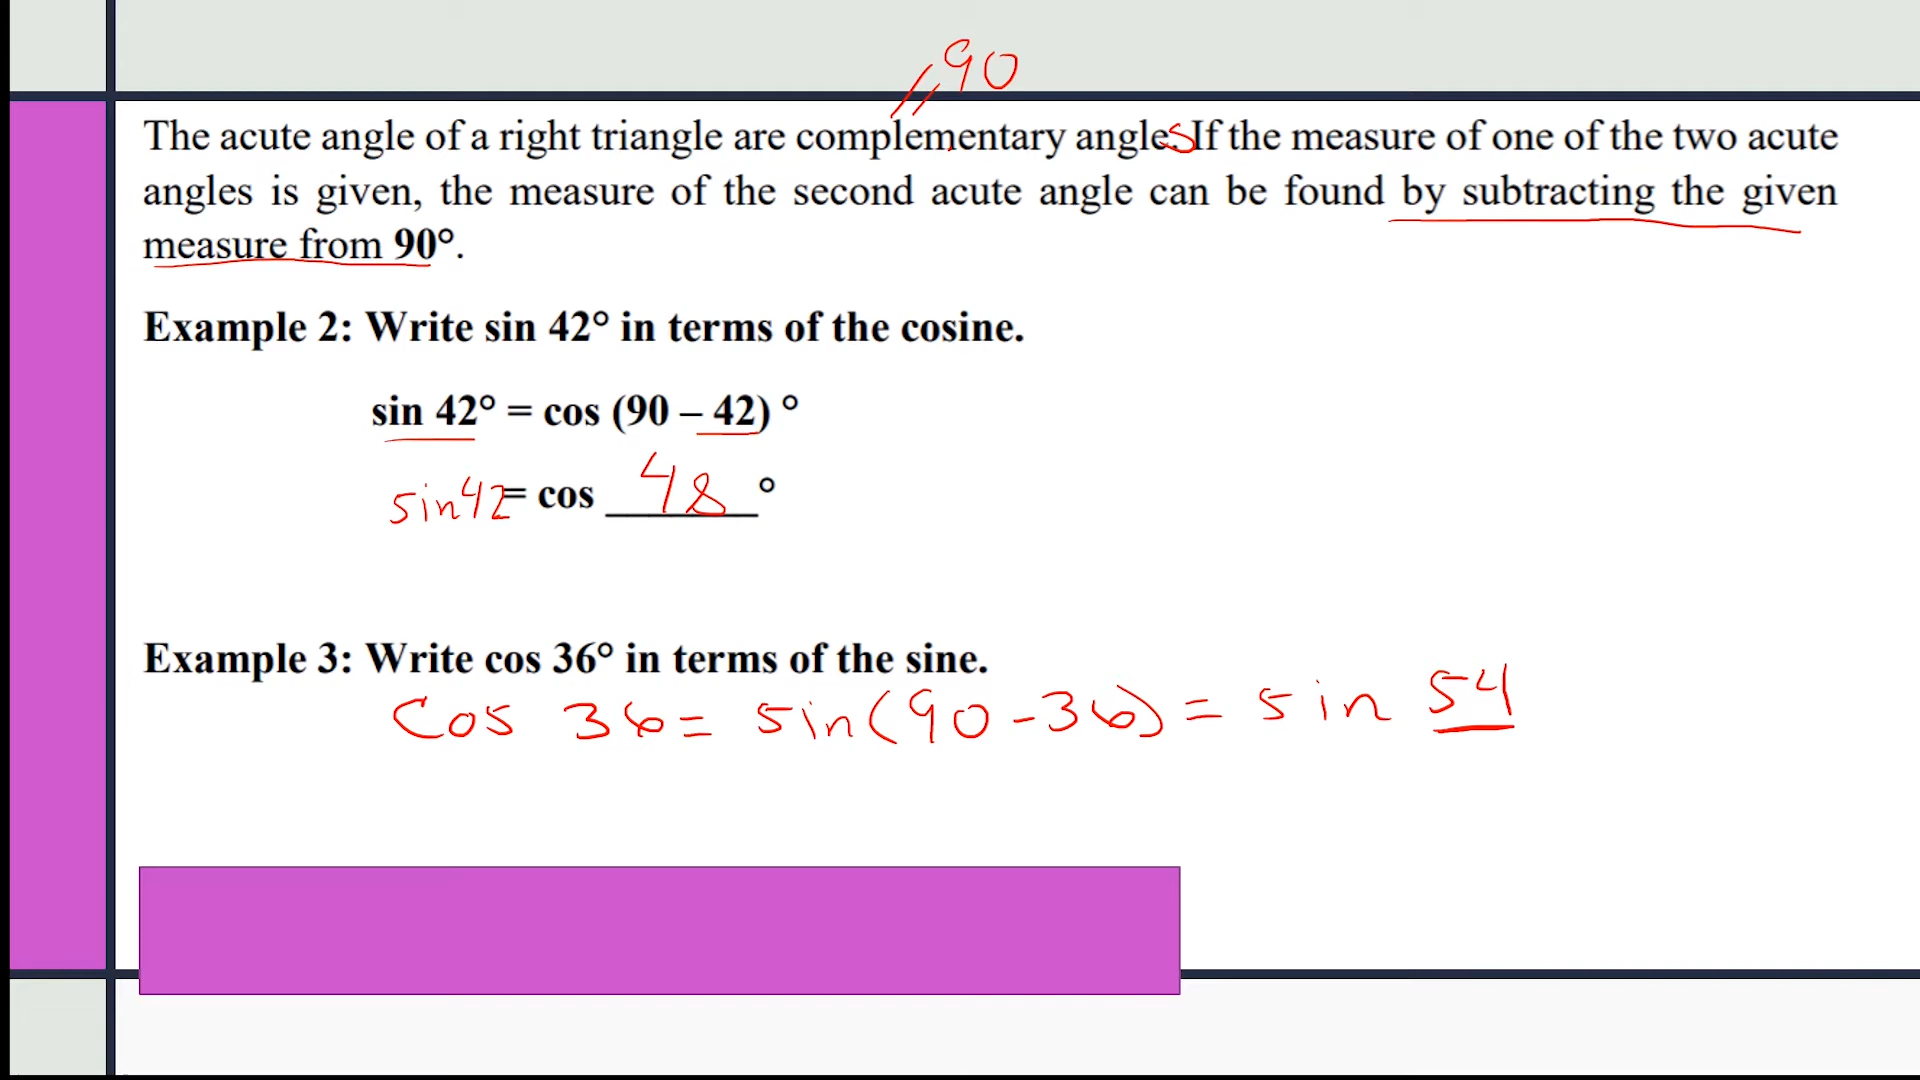 90
The acute angle of a right triangle are complementary angles. If the measure of one of the two acute
angles is given, the measure of the second acute angle can be found by subtracting the given
measure from 90°.
Example 2: Write sin 42° in terms of the cosine.
sin 42° = cos (90 – 42) °
sin 42 = cos 48 °
Example 3: Write cos 36° in terms of the sine.
cos 36 = sin(90 - 36) = sin 54